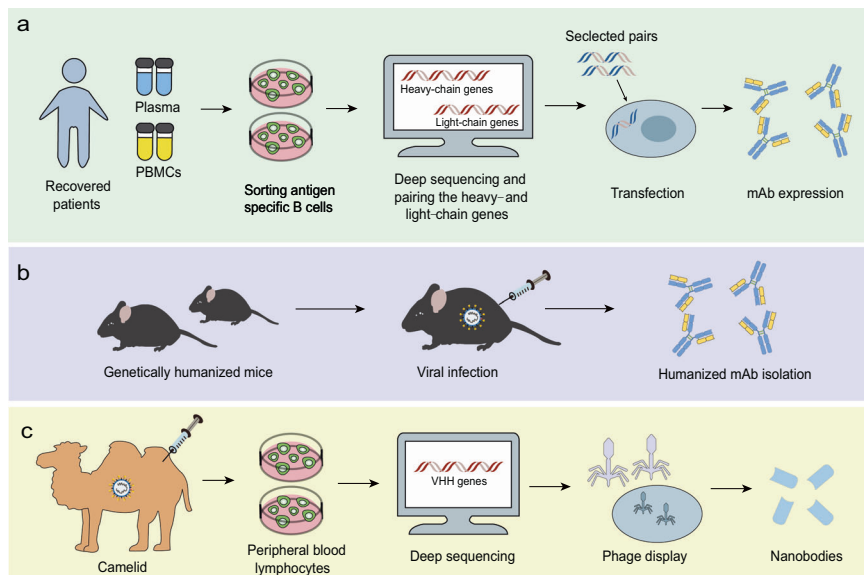 a
Plasma
PBMCs
Recovered
patients
Sorting antigen
specific B cells
Heavy-chain genes
Light-chain genes
Deep sequencing and
pairing the heavy-and
light-chain genes
Seclected pairs
Transfection
mAb expression
b
Genetically humanized mice
Viral infection
Humanized mAb isolation
c
Camelid
Peripheral blood
lymphocytes
VHH genes
Deep sequencing
Phage display
Nanobodies